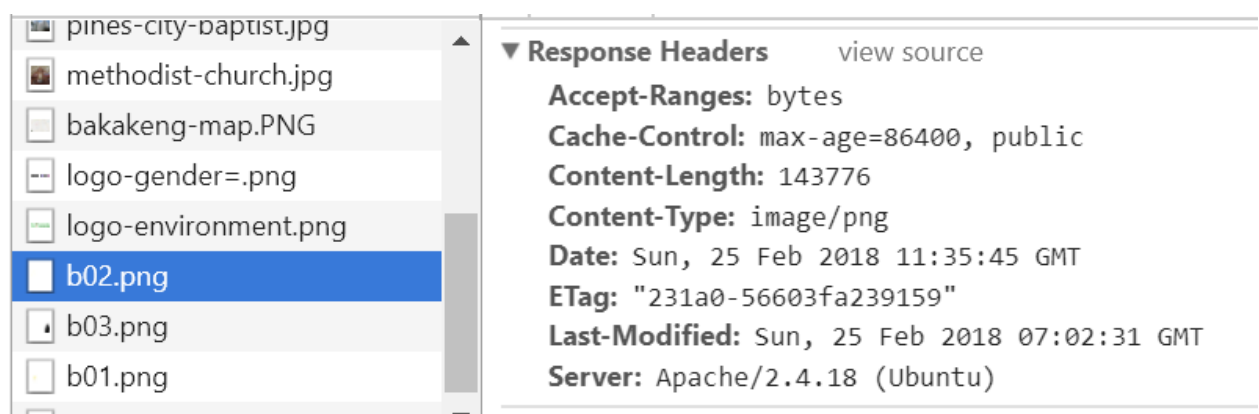 pines-city-baptist.jpg
methodist-church.jpg
bakakeng-map.PNG
logo-gender=.png
logo-environment.png
b02.png
b03.png
b01.png
▼ Response Headers view source
Accept-Ranges: bytes
Cache-Control: max-age=86400, public
Content-Length: 143776
Content-Type: image/png
Date: Sun, 25 Feb 2018 11:35:45 GMT
ETag: "231a0-56603fa239159"
Last-Modified: Sun, 25 Feb 2018 07:02:31 GMT
Server: Apache/2.4.18 (Ubuntu)